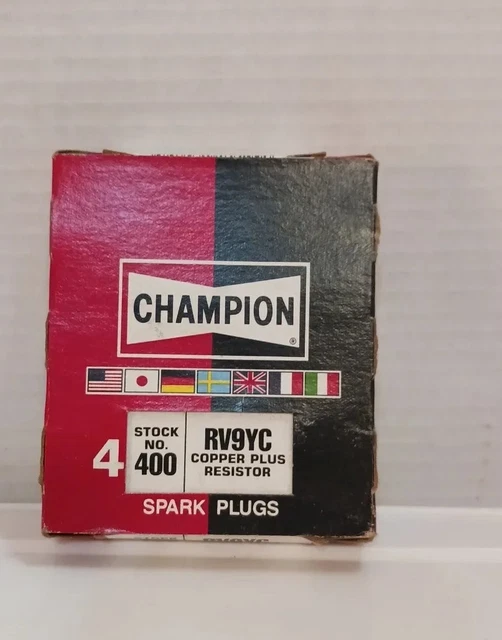 CHAMPION
®
4
STOCK
NO.
400
RV9YC
COPPER PLUS
RESISTOR
SPARK PLUGS